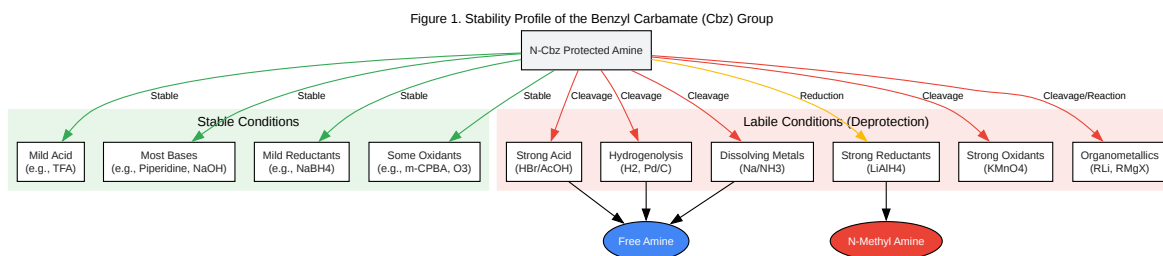 Figure 1. Stability Profile of the Benzyl Carbamate (Cbz) Group
N-Cbz Protected Amine
Stable
Stable
Stable
Stable
Cleavage
Cleavage
Cleavage
Reduction
Cleavage
Cleavage/Reaction
Stable Conditions
Labile Conditions (Deprotection)
Mild Acid
(e.g., TFA)
Most Bases
(e.g., Piperidine, NaOH)
Mild Reductants
(e.g., NaBH4)
Some Oxidants
(e.g., m-CPBA, O3)
Strong Acid
(HBr/AcOH)
Hydrogenolysis
(H2, Pd/C)
Dissolving Metals
(Na/NH3)
Strong Reductants
(LiAlH4)
Strong Oxidants
(KMnO4)
Organometallics
(RLi, RMgX)
Free Amine
N-Methyl Amine